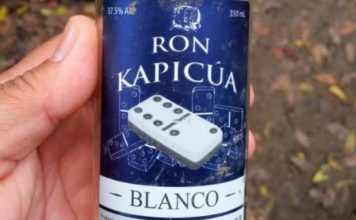 37.5% Alc. 350 mL
RON
KAPICÚA
BLANCO